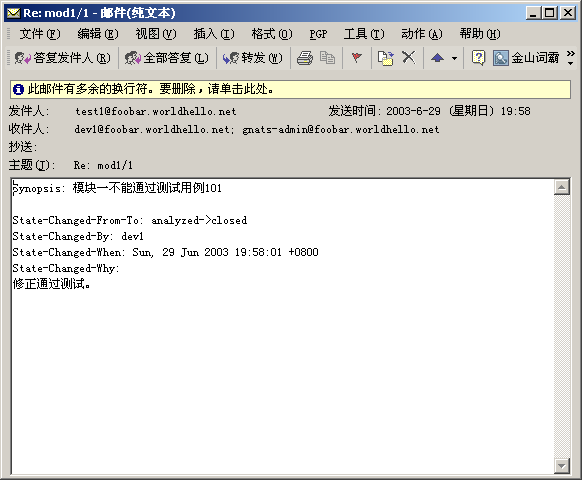 Re: mod1/1 - 邮件(纯文本)
文件(F) 编辑(E) 视图(V) 插入(I) 格式(O) PGP 工具(T) 动作(A) 帮助(H)
答复发件人(R) 全部答复(L) 转发(W) 金山词霸
此邮件有多余的换行符。要删除，请单击此处。
发件人: test1@foobar.worldhello.net 发送时间: 2003-6-29 (星期日) 19:58
收件人: dev1@foobar.worldhello.net; gnats-admin@foobar.worldhello.net
抄送:
主题(J): Re: mod1/1
Synopsis: 模块一不能通过测试用例101
State-Changed-From-To: analyzed->closed
State-Changed-By: dev1
State-Changed-When: Sun, 29 Jun 2003 19:58:01 +0800
State-Changed-Why:
修正通过测试。